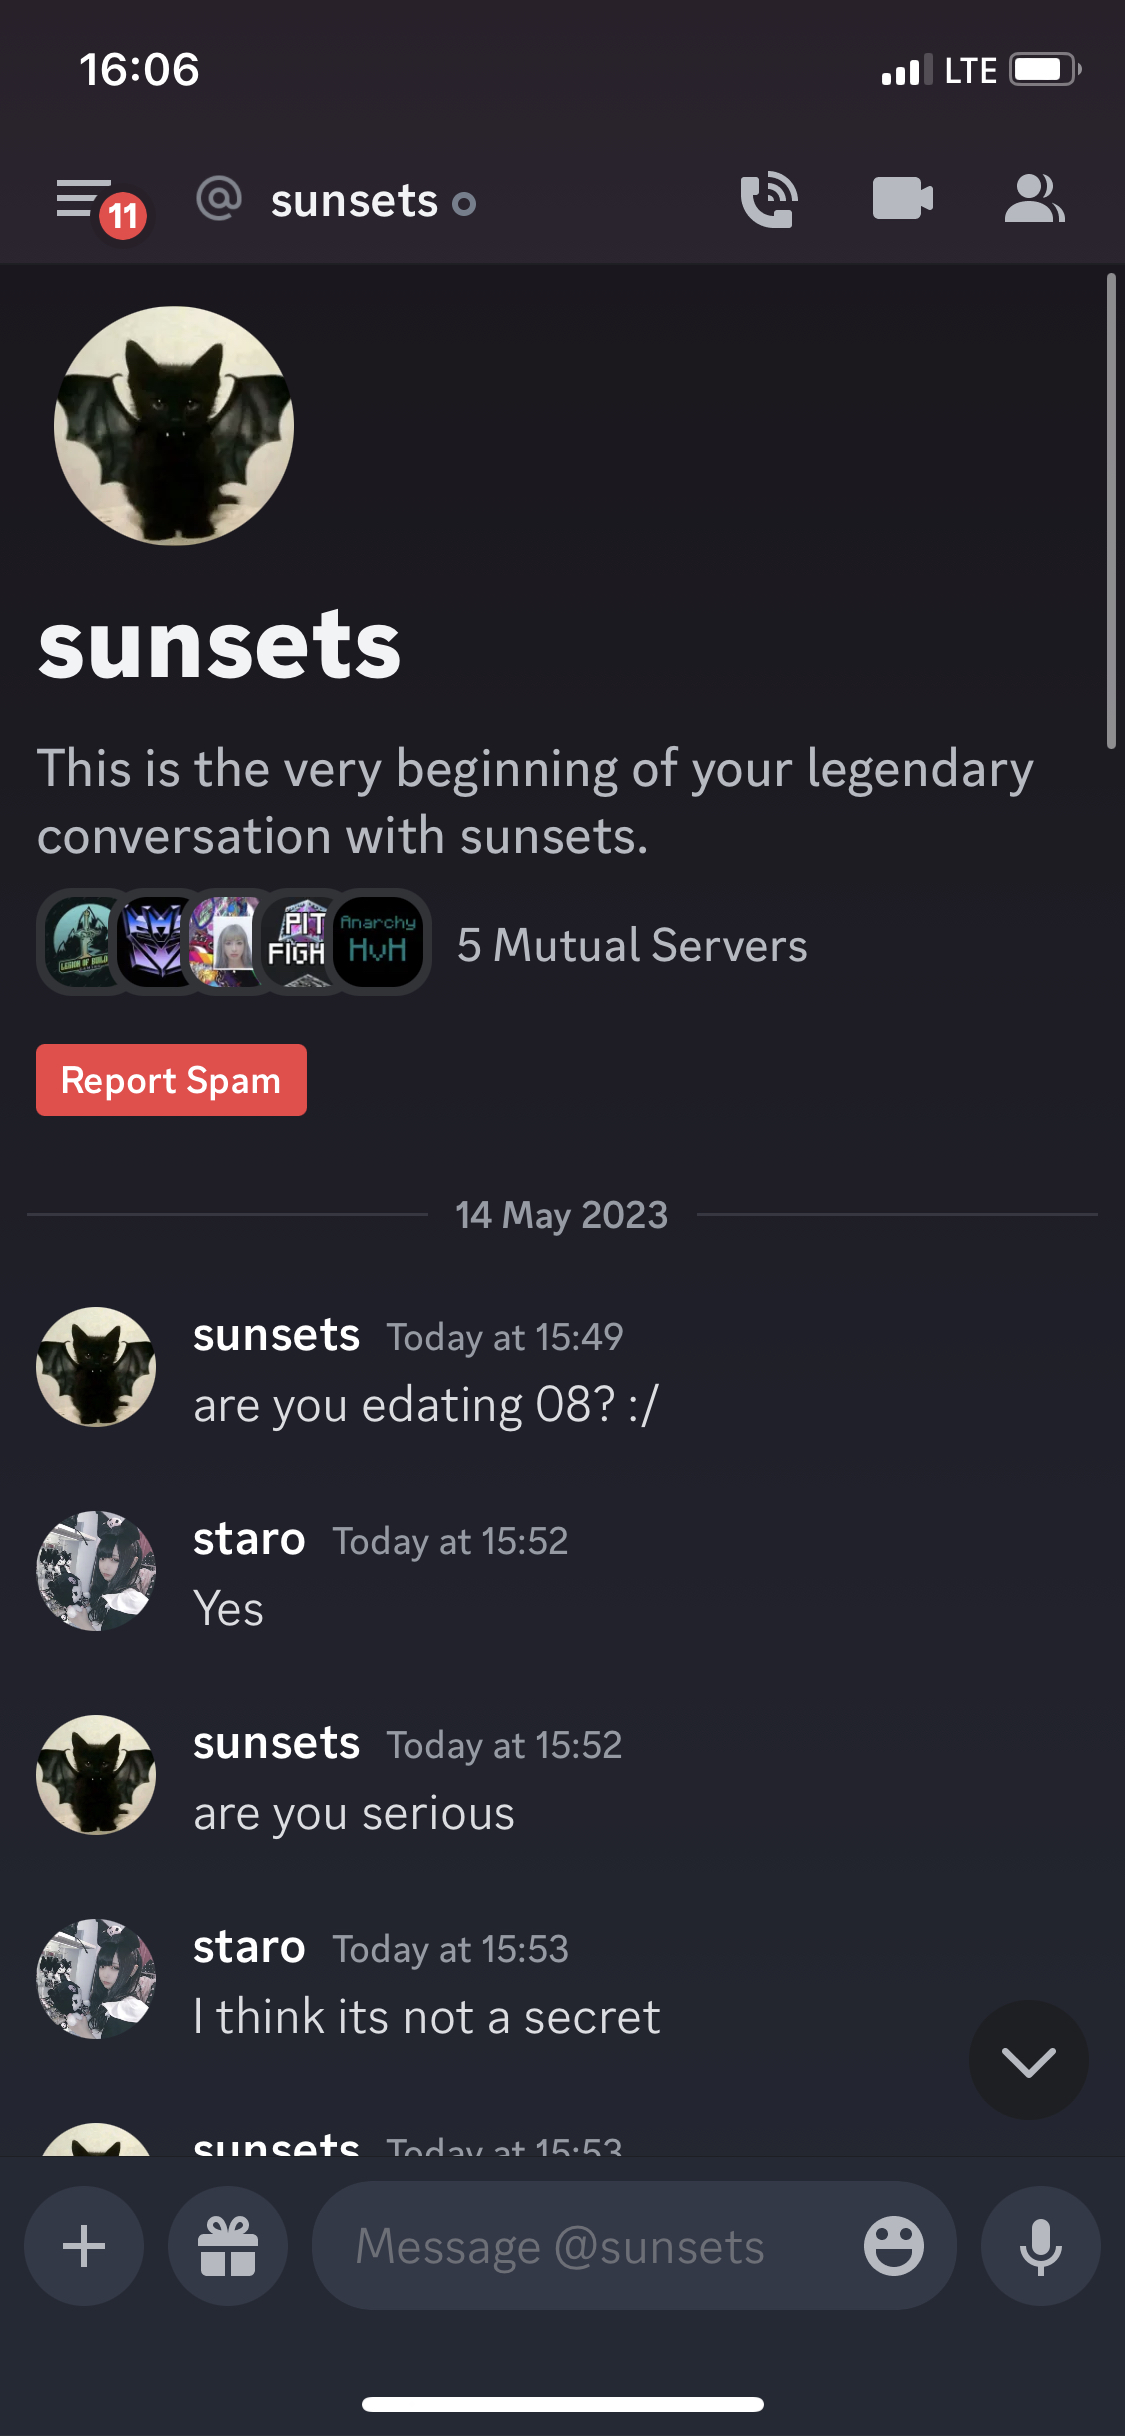 16:06
LTE
11
sunsets
sunsets
This is the very beginning of your legendary
conversation with sunsets.
LEGION OF
PIT
FIGH
Anarchy
HvH
5 Mutual Servers
Report Spam
14 May 2023
sunsets Today at 15:49
are you edating 08? :/
staro Today at 15:52
Yes
sunsets Today at 15:52
are you serious
staro Today at 15:53
I think its not a secret
sunsets Today at 15:53
Message @sunsets